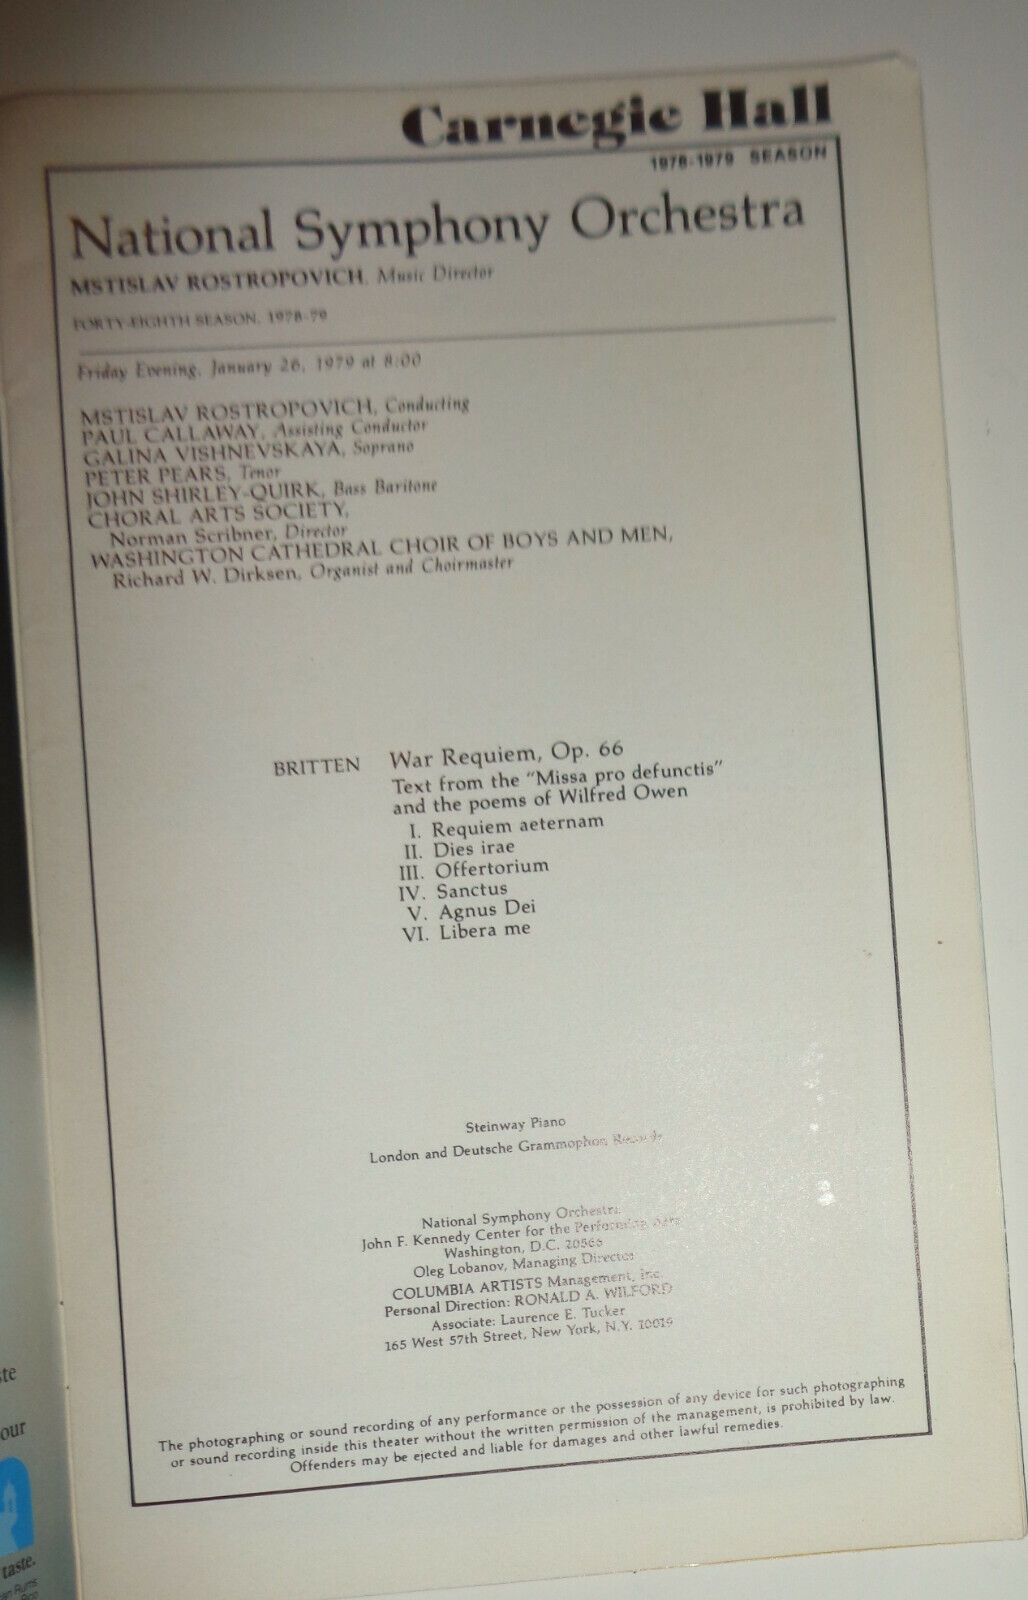 Carnegie Hall
1978-1979 SEASON
National Symphony Orchestra
MSTISLAV ROSTROPOVICH, Music Director
FORTY-EIGHTH SEASON, 1978-79
Friday Evening, January 26, 1979 at 8:00
MSTISLAV ROSTROPOVICH, Conducting
PAUL CALLAWAY, Assisting Conductor
GALINA VISHNEVSKAYA, Soprano
PETER PEARS, Tenor
JOHN SHIRLEY-QUIRK, Bass Baritone
CHORAL ARTS SOCIETY,
Norman Scribner, Director
WASHINGTON CATHEDRAL CHOIR OF BOYS AND MEN,
Richard W. Dirksen, Organist and Choirmaster
BRITTEN War Requiem, Op. 66
Text from the "Missa pro defunctis"
and the poems of Wilfred Owen
I. Requiem aeternam
II. Dies irae
III. Offertorium
IV. Sanctus
V. Agnus Dei
VI. Libera me
Steinway Piano
London and Deutsche Grammophon Records
National Symphony Orchestra
John F. Kennedy Center for the Performing Arts
Washington, D.C. 20566
Oleg Lobanov, Managing Director
COLUMBIA ARTISTS Management, Inc.
Personal Direction: RONALD A. WILFORD
Associate: Laurence E. Tucker
165 West 57th Street, New York, N.Y. 10019
The photographing or sound recording of any performance or the possession of any device for such photographing
or sound recording inside this theater without the written permission of the management, is prohibited by law.
Offenders may be ejected and liable for damages and other lawful remedies.
our
taste.
Rums